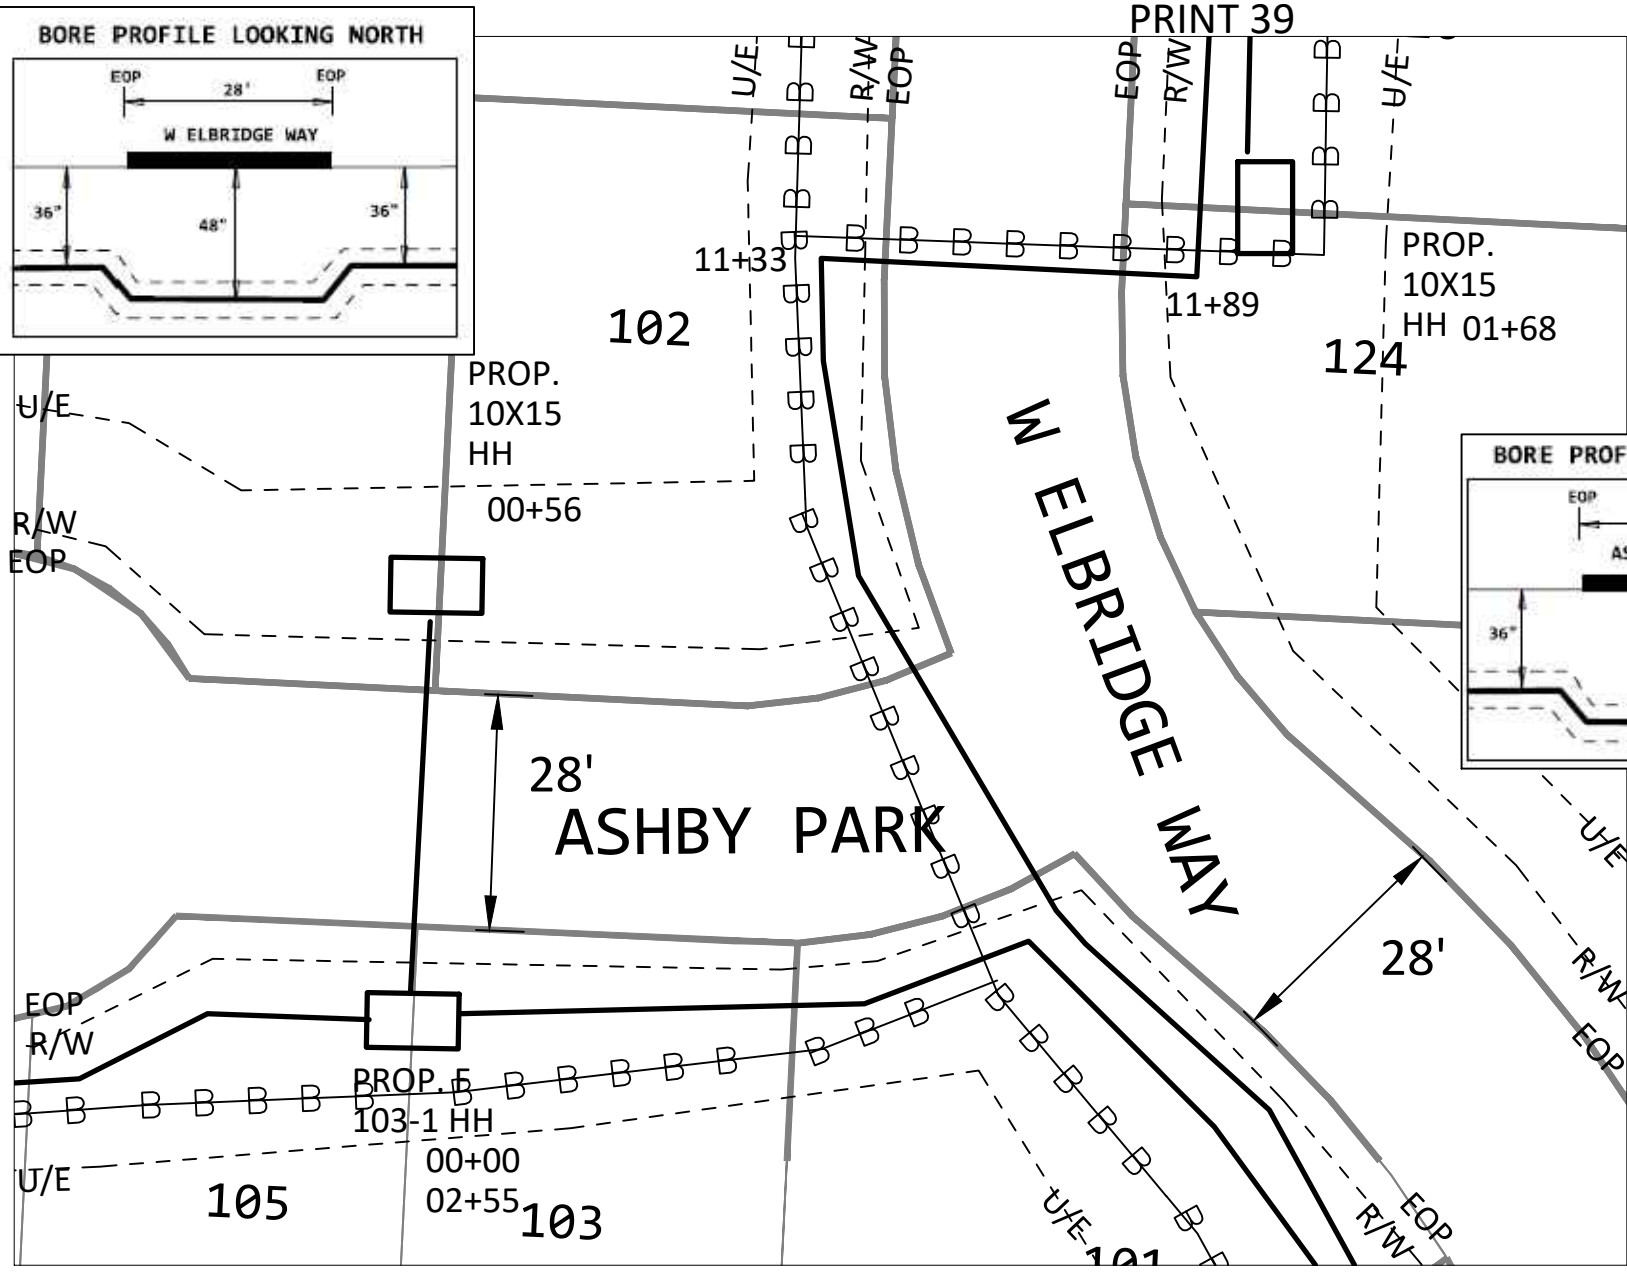 PRINT 39
BORE PROFILE LOOKING NORTH
EOP
EOP
28'
W ELBRIDGE WAY
36"
48"
36"
U/E
R/W
EOP
EOP
R/W
U/E
B B B B
B B B B
B B B B B B B B B B
11+33
11+89
PROP.
10X15
HH 01+68
102
124
PROP.
10X15
HH
00+56
U/E
R/W
EOP
W ELBRIDGE WAY
BORE PROF
EOP
AS
36"
28'
ASHBY PARK
28'
U/E
R/W
EOP
EOP
R/W
B B B B B B B B B B B B B B B B
PROP. F
103-1 HH
00+00
02+55
U/E
105
103
101
U/E
R/W
EOP